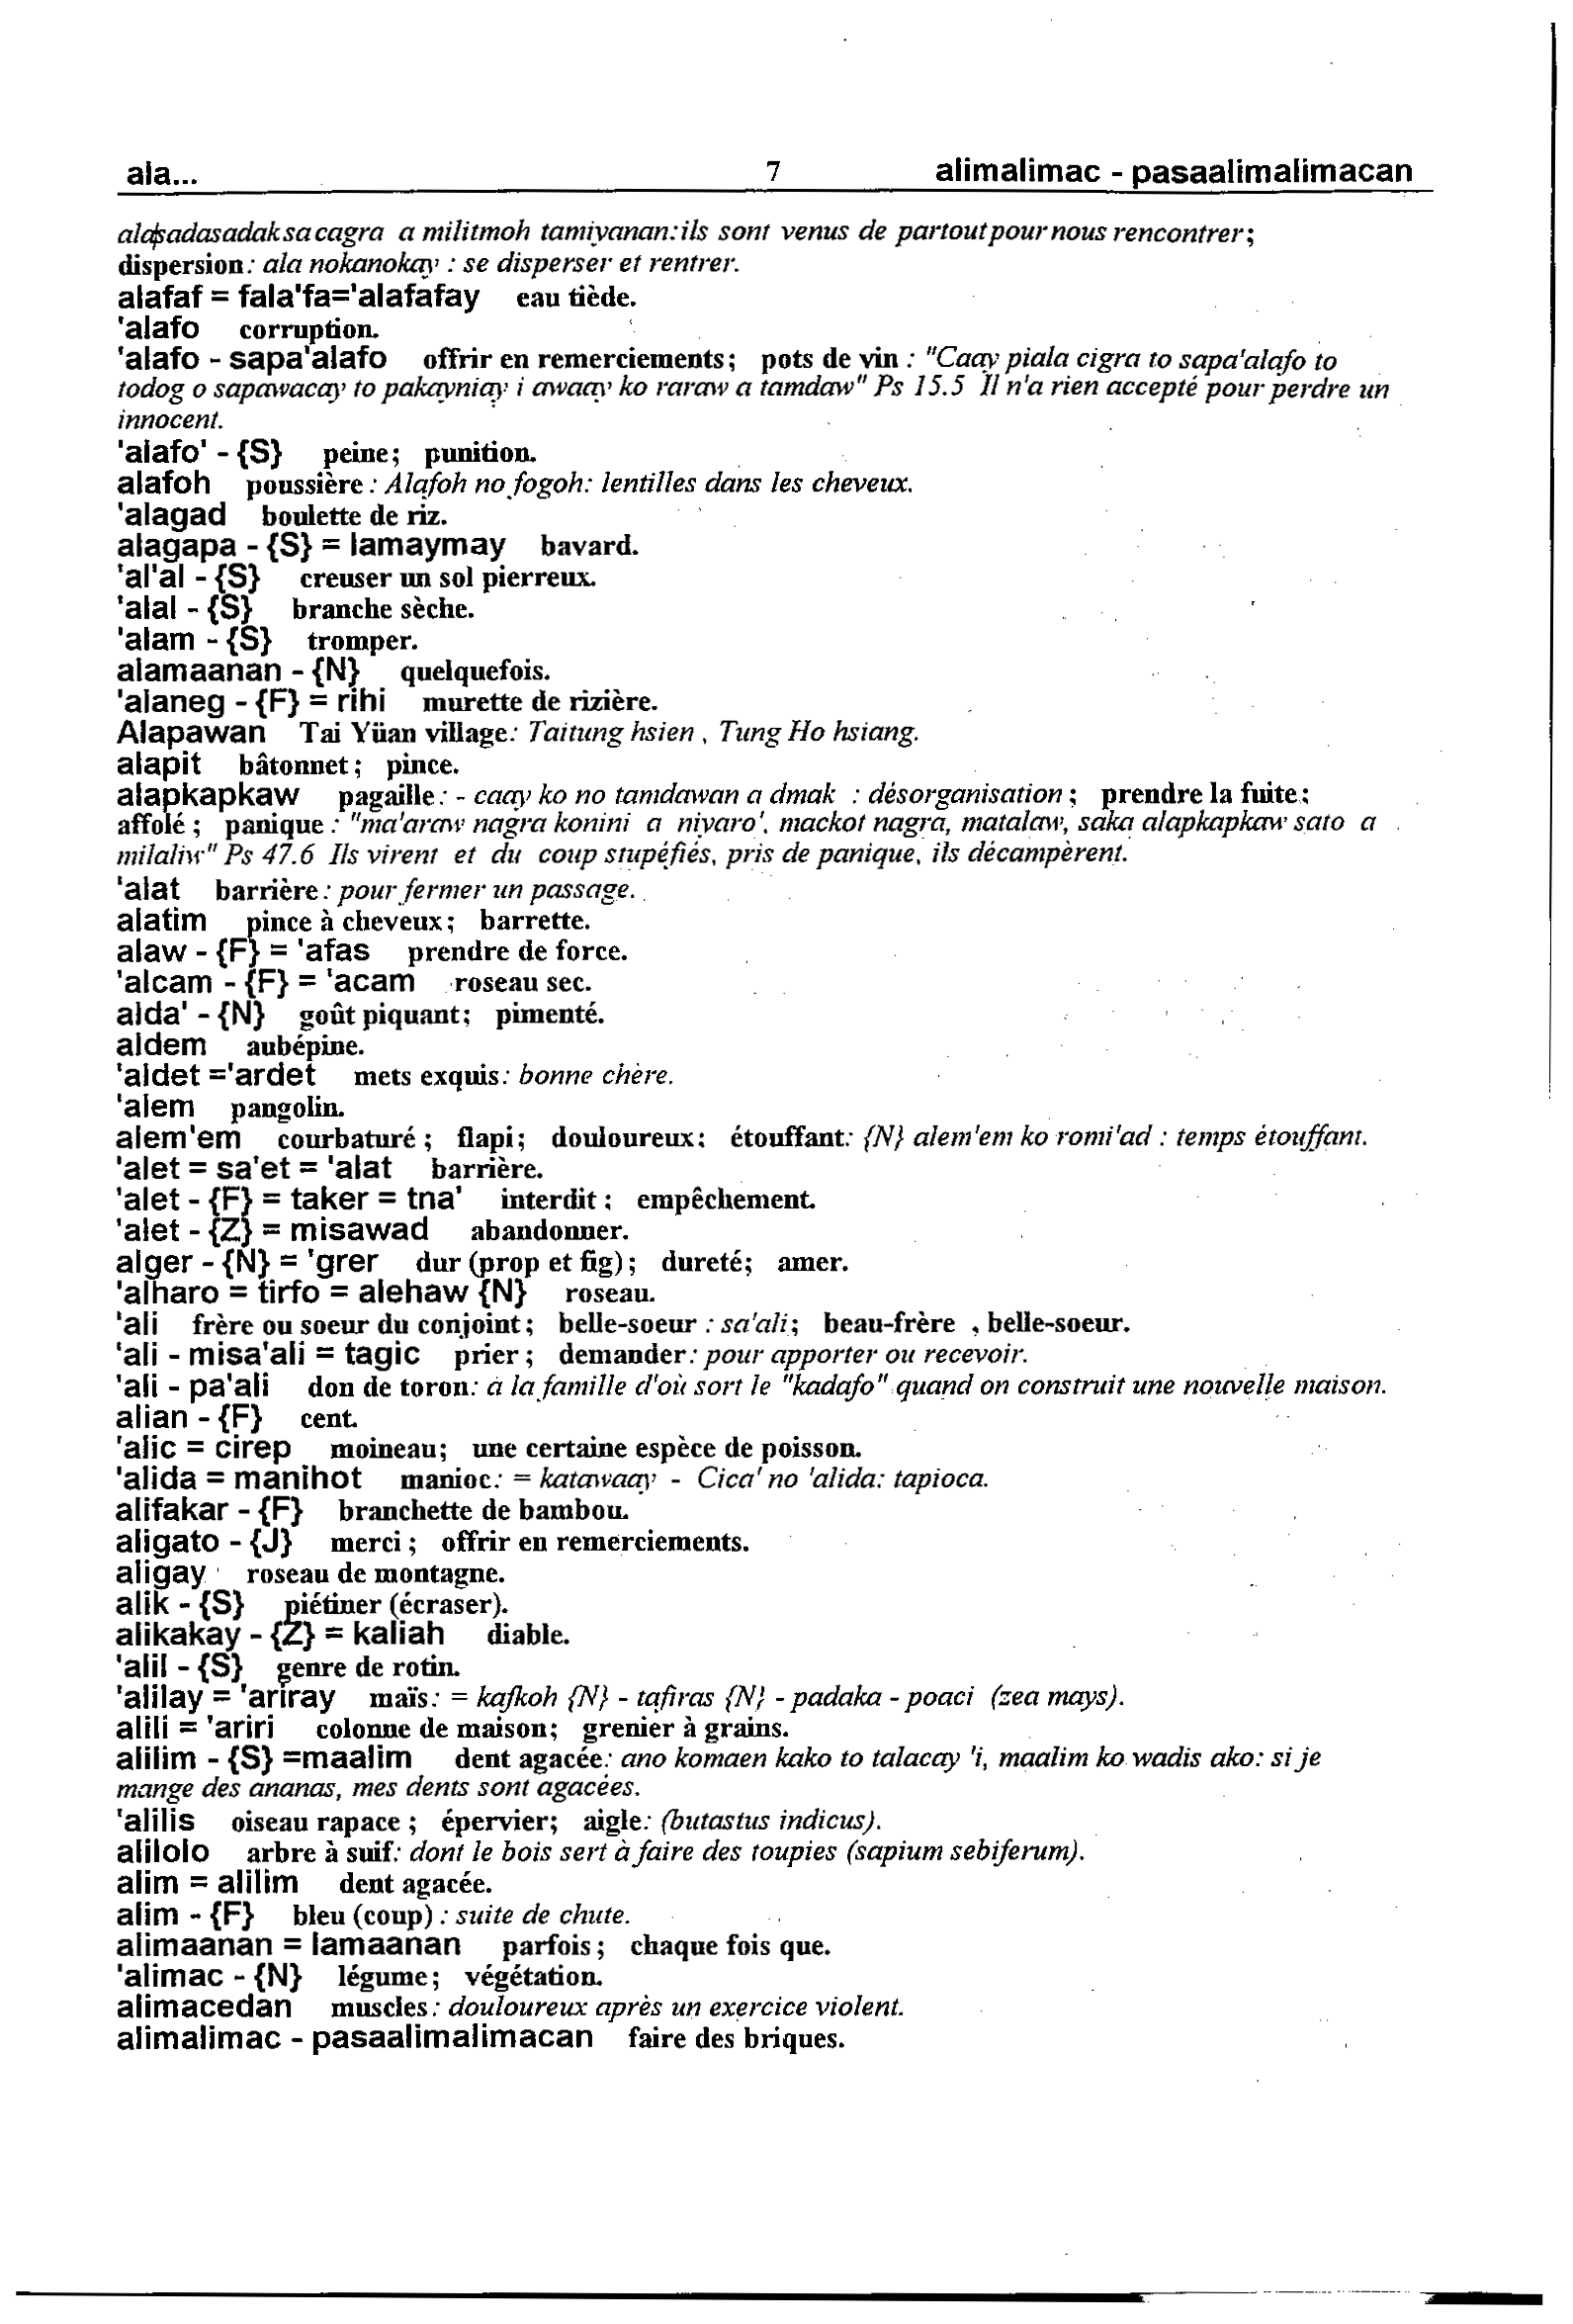 ala... 7 alimalimac - pasaalimalimacan
sacagra a militmoh tamiyanan:ils sont venus de partout pour nous rencontrer;
dispersion: ala nokanokay : se disperser et rentrer.
alafaf = fala'fa='alafafay eau tiède.
'alafo corruption.
'alafo - sapa'alafo offrir en remerciements; pots de vin : "Caay piala cigra to sapa'alafo to
todog o sapawacay to pakayniay i awaay ko raraw a tamdaw" Ps 15.5 Il n'a rien accepté pour perdre un
innocent.
'alafo' - {S} peine; punition.
alafoh poussière : Alafoh no fogoh: lentilles dans les cheveux.
'alagad boulette de riz.
alagapa - {S} = lamaymay bavard.
'al'al - {S} creuser un sol pierreux.
'alal - {S} branche sèche.
'alam - {S} tromper.
alamaanan - {N} quelquefois.
'alaneg - {F} = rihi murette de rizière.
Alapawan Tai Yüan village: Taitung hsien , Tung Ho hsiang.
alapit bâtonnet; pince.
alapkapkaw pagaille: - caay ko no tamdawan a dmak : désorganisation; prendre la fuite;
affolé ; panique : "ma'araw nagra konini a niyaro', mackot nagra, matalaw, saka alapkapkaw sato a
milaliw" Ps 47.6 Ils virent et du coup stupéfiés, pris de panique, ils décampèrent.
'alat barrière: pour fermer un passage.
alatim pince à cheveux; barrette.
alaw - {F} = 'afas prendre de force.
'alcam - {F} = 'acam roseau sec.
alda' - {N} goût piquant; pimenté.
aldem aubépine.
'aldet ='ardet mets exquis: bonne chère.
'alem pangolin.
alem'em courbaturé ; flapi; douloureux; étouffant: {N} alem'em ko romi'ad : temps étouffant.
'alet = sa'et = 'alat barrière.
'alet - {F} = taker = tna' interdit ; empêchement.
'alet - {Z} = misawad abandonner.
alger - {N} = 'grer dur (prop et fig); dureté; amer.
'alharo = tirfo = alehaw {N} roseau.
'ali frère ou soeur du conjoint; belle-soeur : sa'ali; beau-frère , belle-soeur.
'ali - misa'ali = tagic prier ; demander: pour apporter ou recevoir.
'ali - pa'ali don de toron: à la famille d'où sort le "kadafo" quand on construit une nouvelle maison.
alian - {F} cent.
'alic = cirep moineau; une certaine espèce de poisson.
'alida = manihot manioc: = katawaay - Cica' no 'alida: tapioca.
alifakar - {F} branchette de bambou.
aligato - {J} merci ; offrir en remerciements.
aligay roseau de montagne.
alik - {S} piétiner (écraser).
alikakay - {Z} = kaliah diable.
'alil - {S} genre de rotin.
'alilay = 'ariray maïs: = kafkoh {N} - tafiras {N} - padaka - poaci (zea mays).
alili = 'ariri colonne de maison; grenier à grains.
alilim - {S} =maalim dent agacée: ano komaen kako to talacay 'i, maalim ko wadis ako: si je
mange des ananas, mes dents sont agacées.
'alilis oiseau rapace ; épervier; aigle: (butastus indicus).
alilolo arbre à suif: dont le bois sert à faire des toupies (sapium sebiferum).
alim = alilim dent agacée.
alim - {F} bleu (coup) : suite de chute.
alimaanan = lamaanan parfois ; chaque fois que.
'alimac - {N} légume; végétation.
alimacedan muscles: douloureux après un exercice violent.
alimalimac - pasaalimalimacan faire des briques.